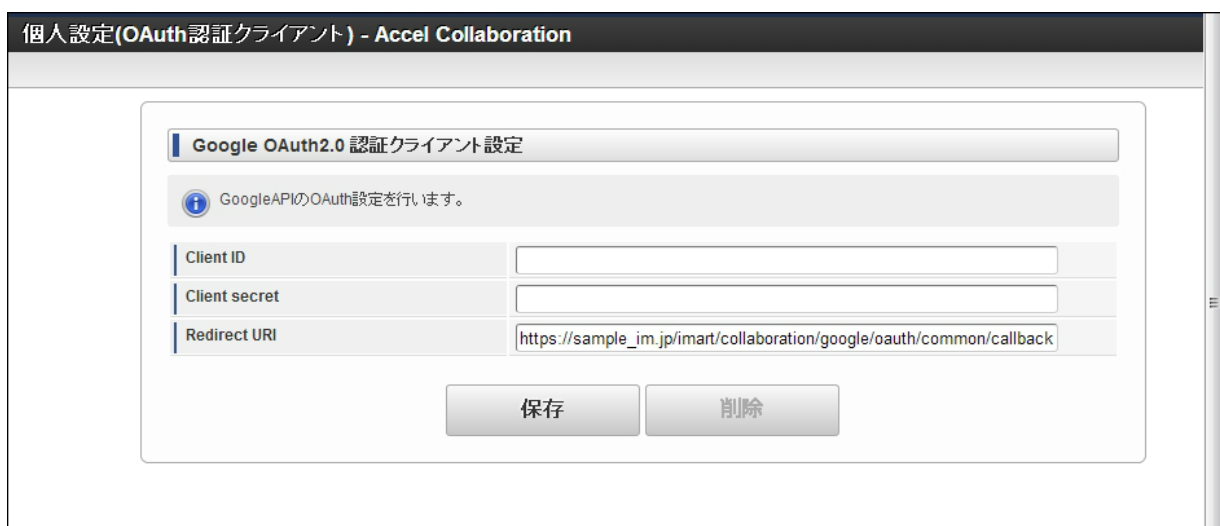 個人設定(OAuth認証クライアント) - Accel Collaboration
Google OAuth2.0 認証クライアント設定
GoogleAPIのOAuth設定を行います。
Client ID
Client secret
Redirect URI https://sample_im.jp/imart/collaboration/google/oauth/common/callback
保存 削除